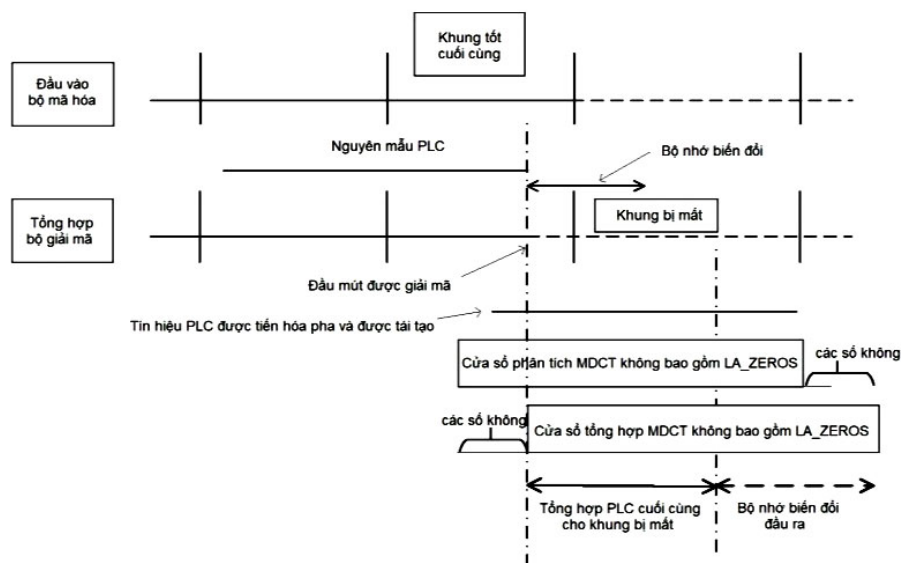 Khung tốt
cuối cùng
Đầu vào
bộ mã hóa
Nguyên mẫu PLC
Bộ nhớ biến đổi
Khung bị mất
Tổng hợp
bộ giải mã
Đầu mút được giải mã
Tín hiệu PLC được tiến hóa pha và được tái tạo
Cửa sổ phân tích MDCT không bao gồm LA_ZEROS
các số không
các số không
Cửa sổ tổng hợp MDCT không bao gồm LA_ZEROS
Tổng hợp PLC cuối cùng
cho khung bị mất
Bộ nhớ biến đổi
đầu ra